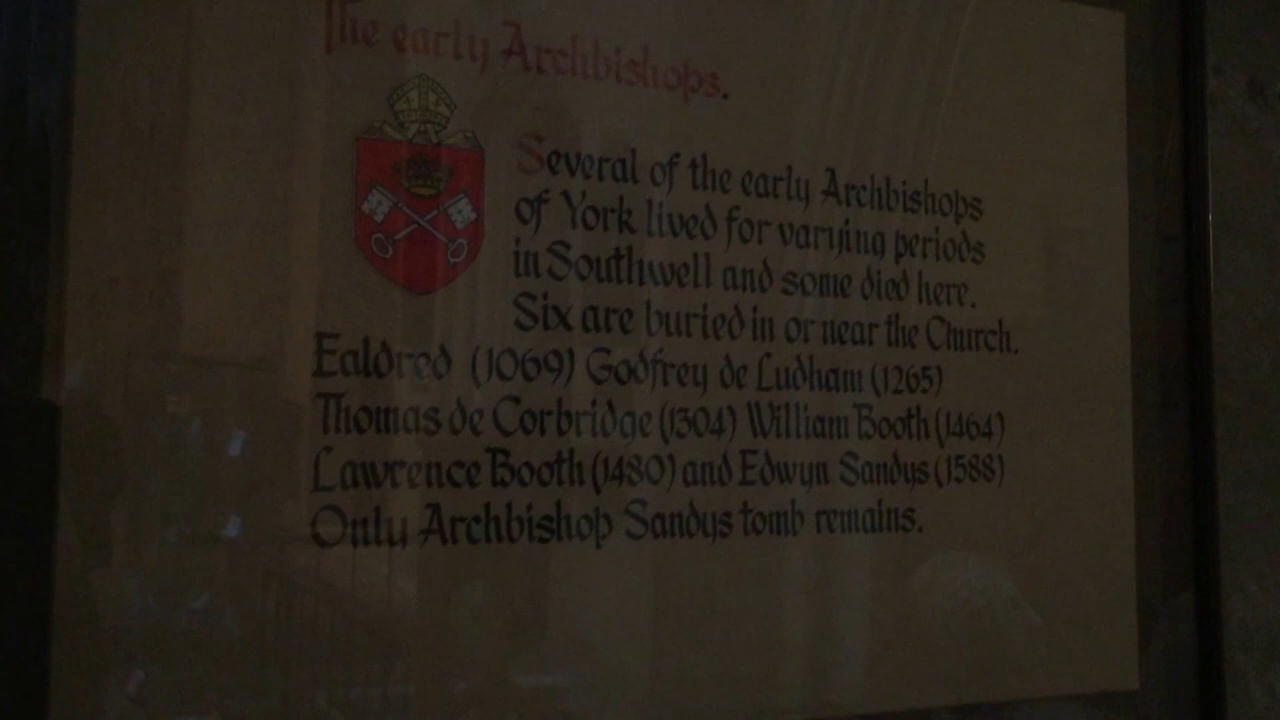 The early Archbishops.
Several of the early Archbishops
of York lived for varying periods
in Southwell and some died here.
Six are buried in or near the Church.
Ealdred (1069) Godfrey de Ludham (1265)
Thomas de Corbridge (1304) William Booth (1464)
Lawrence Booth (1480) and Edwyn Sandys (1588)
Only Archbishop Sandys tomb remains.